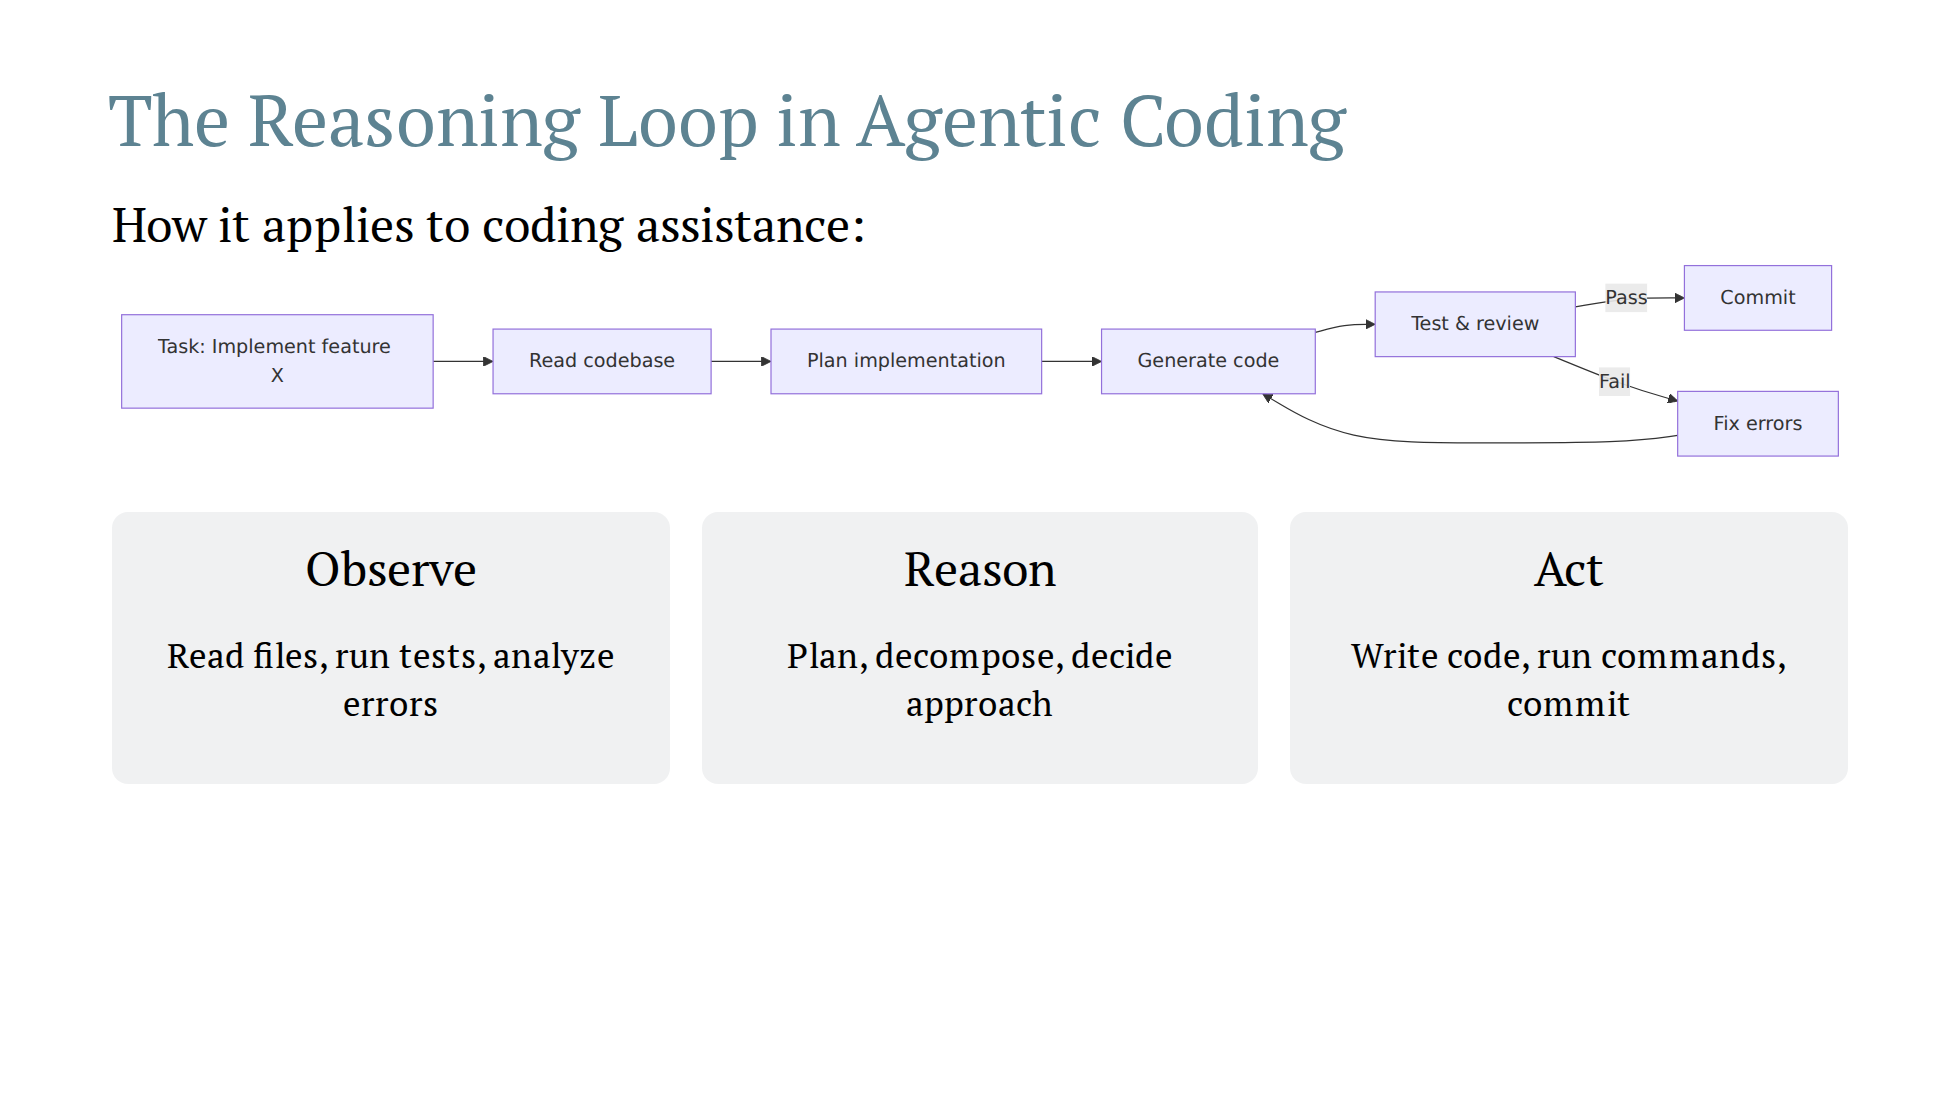 The Reasoning Loop in Agentic Coding
How it applies to coding assistance:
Task: Implement feature
X
Read codebase
Plan implementation
Generate code
Test & review
Pass
Commit
Fail
Fix errors
Observe
Read files, run tests, analyze
errors
Reason
Plan, decompose, decide
approach
Act
Write code, run commands,
commit